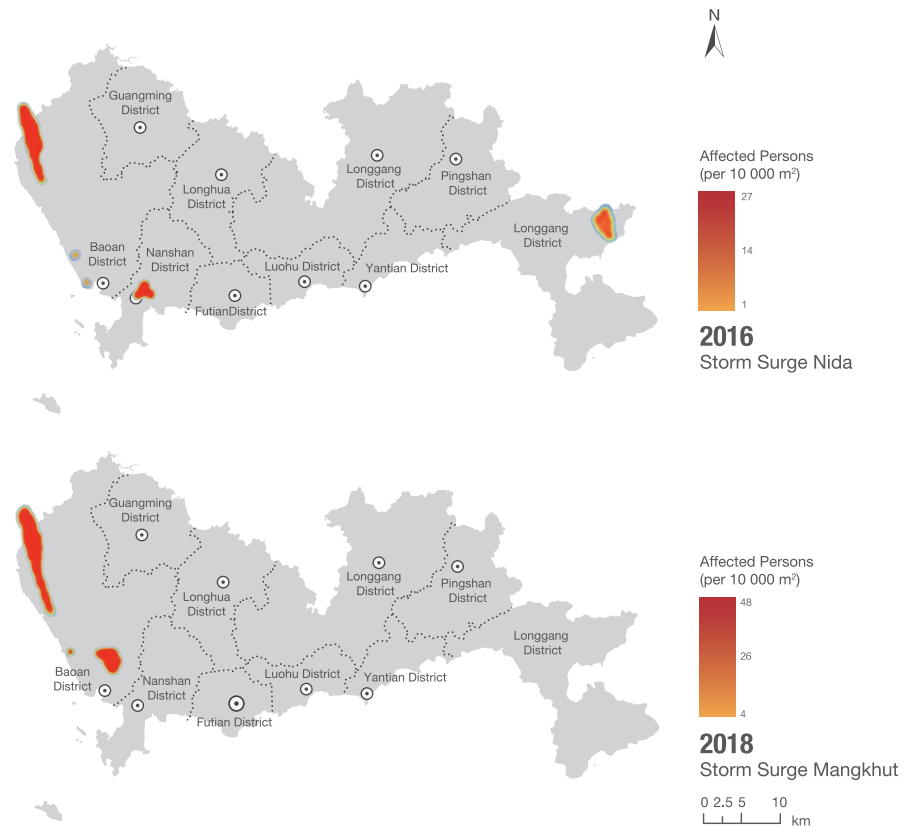 N
Guangming
District
Longhua
District
Longgang
District
Pingshan
District
Longgang
District
Baoan
District
Nanshan
District
Luohu District
Yantian District
FutianDistrict
Affected Persons
(per 10 000 m²)
27
14
1
2016
Storm Surge Nida
Guangming
District
Longhua
District
Longgang
District
Pingshan
District
Longgang
District
Baoan
District
Nanshan
District
Luohu District
Yantian District
Futian District
Affected Persons
(per 10 000 m²)
48
26
4
2018
Storm Surge Mangkhut
0 2.5 5 10
km